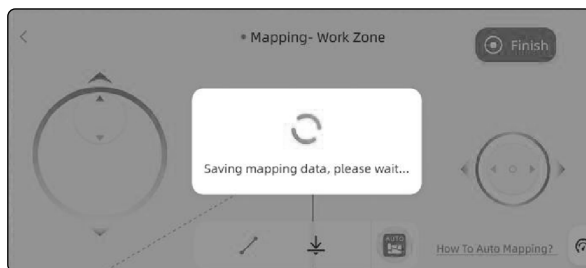 • Mapping- Work Zone
Finish
Saving mapping data, please wait...
AUTO
How To Auto Mapping?